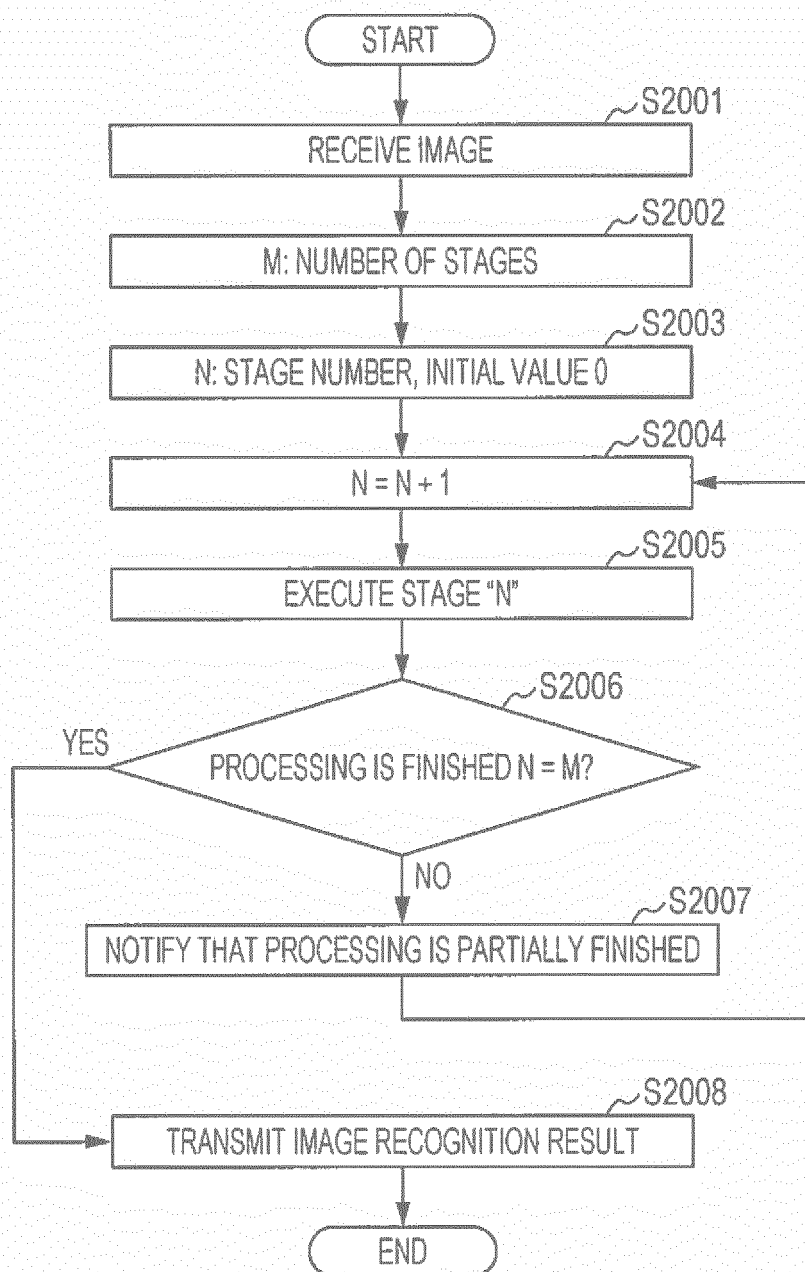 START
S2001
RECEIVE IMAGE
S2002
M: NUMBER OF STAGES
S2003
N: STAGE NUMBER, INITIAL VALUE 0
S2004
N = N + 1
S2005
EXECUTE STAGE "N"
S2006
YES
PROCESSING IS FINISHED N = M?
NO
S2007
NOTIFY THAT PROCESSING IS PARTIALLY FINISHED
S2008
TRANSMIT IMAGE RECOGNITION RESULT
END